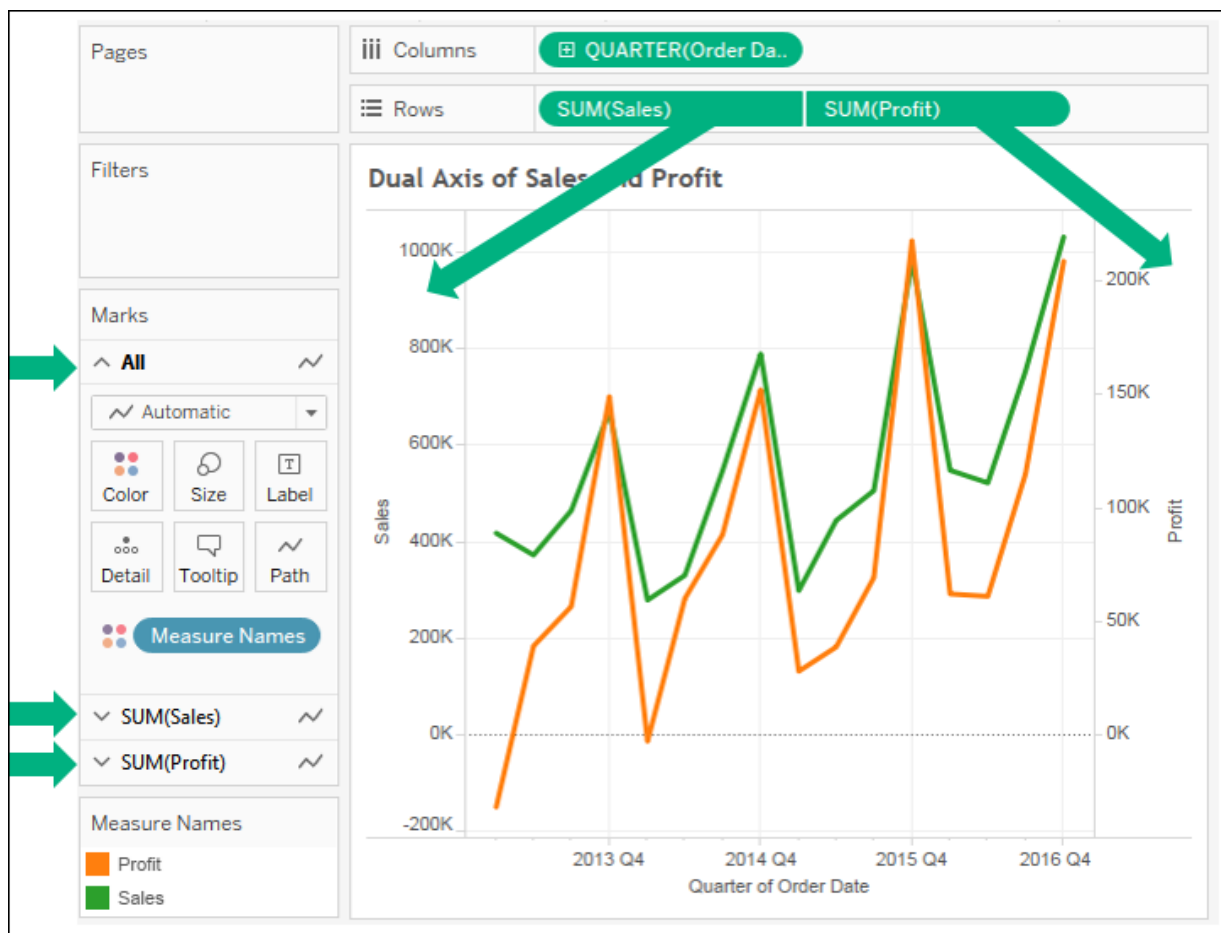 Pages
Columns
QUARTER(Order Da..
Rows
SUM(Sales)
SUM(Profit)
Filters
Dual Axis of Sales and Profit
Marks
All
Automatic
Color
Size
Label
Detail
Tooltip
Path
Measure Names
SUM(Sales)
SUM(Profit)
Measure Names
Profit
Sales
1000K
800K
600K
400K
200K
0K
-200K
Sales
200K
150K
100K
50K
0K
Profit
2013 Q4
2014 Q4
2015 Q4
2016 Q4
Quarter of Order Date